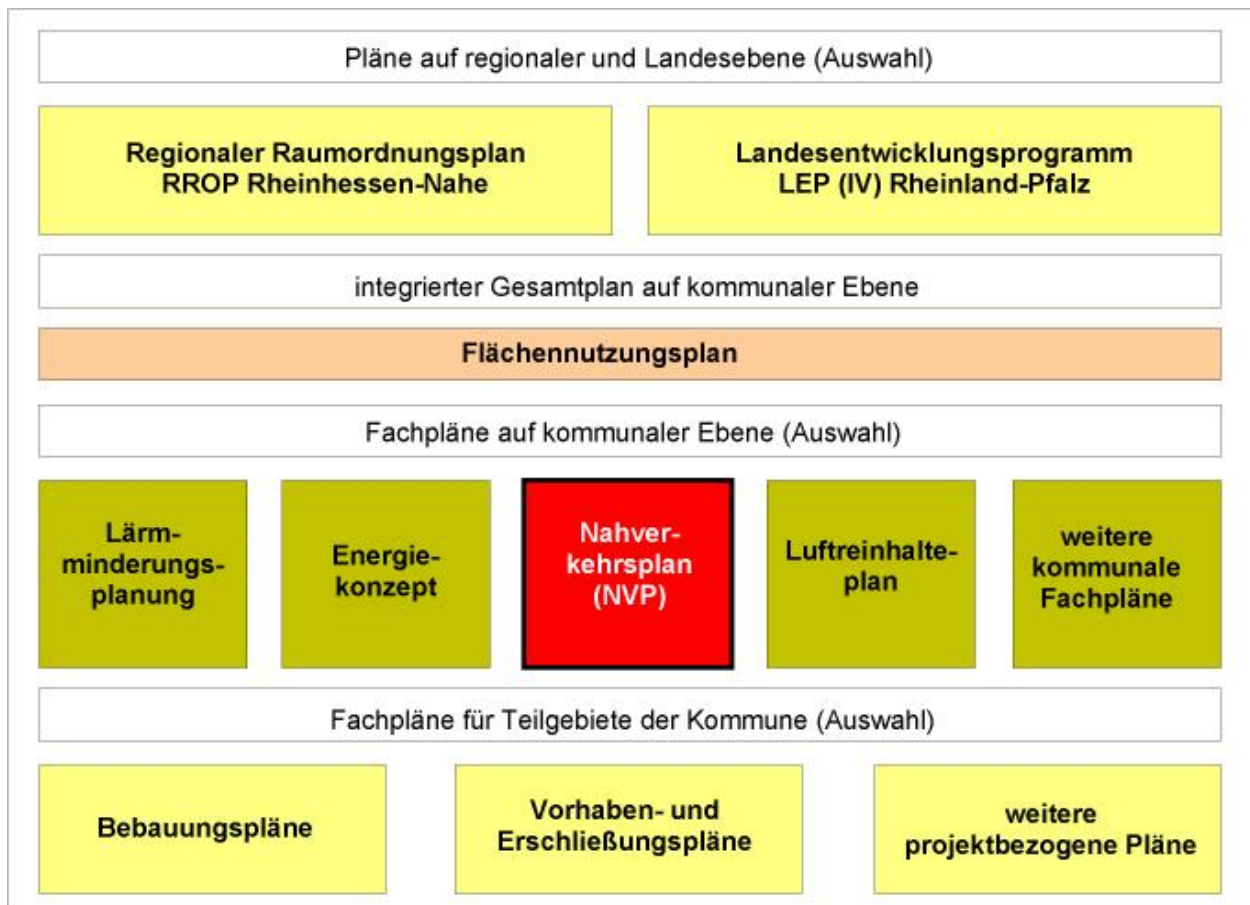 Pläne auf regionaler und Landesebene (Auswahl)
Regionaler Raumordnungsplan
RROP Rheinhessen-Nahe
Landesentwicklungsprogramm
LEP (IV) Rheinland-Pfalz
integrierter Gesamtplan auf kommunaler Ebene
Flächennutzungsplan
Fachpläne auf kommunaler Ebene (Auswahl)
Lärm-
minderungs-
planung
Energie-
konzept
Nahver-
kehrsplan
(NVP)
Luftreinhalte-
plan
weitere
kommunale
Fachpläne
Fachpläne für Teilgebiete der Kommune (Auswahl)
Bebauungspläne
Vorhaben- und
Erschließungspläne
weitere
projektbezogene Pläne